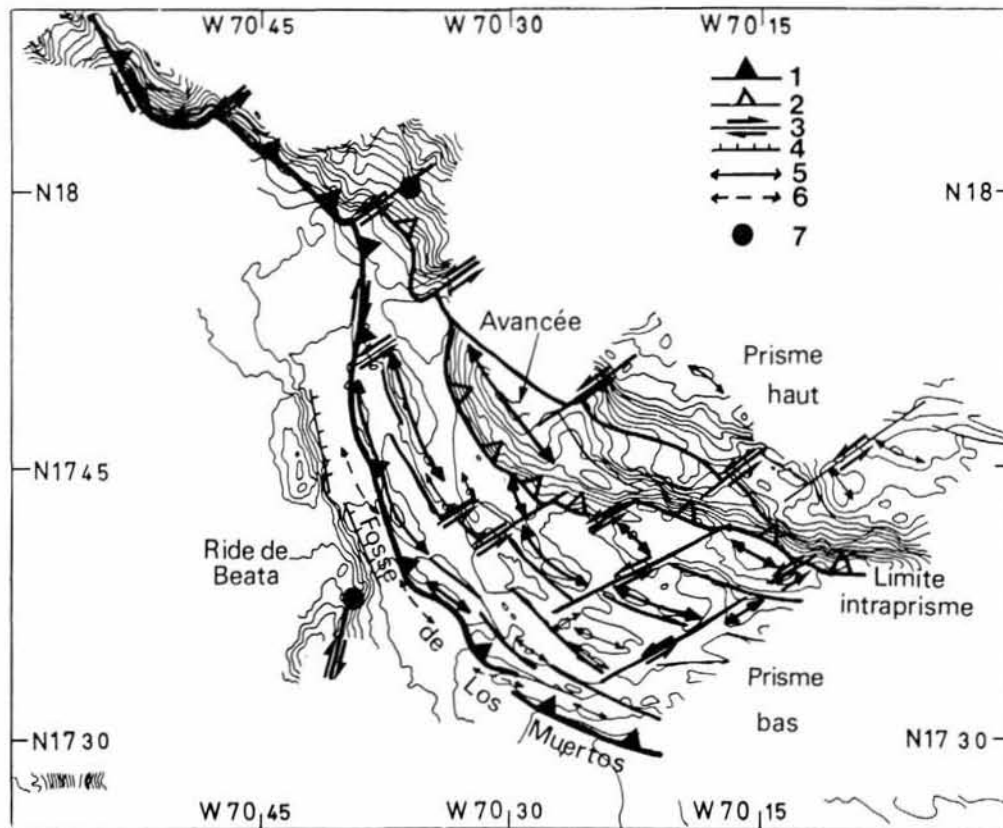 W 70 45 W 70 30 W 70 15
1
2
3
4
5
6
7
N 18 N 18
Avancée
Prisme
haut
N 17 45 N 17 45
Fosse
de
Los
Muertos
Ride de
Beata
Limite
intraprisme
Prisme
bas
N 17 30 N 17 30
W 70 45 W 70 30 W 70 15